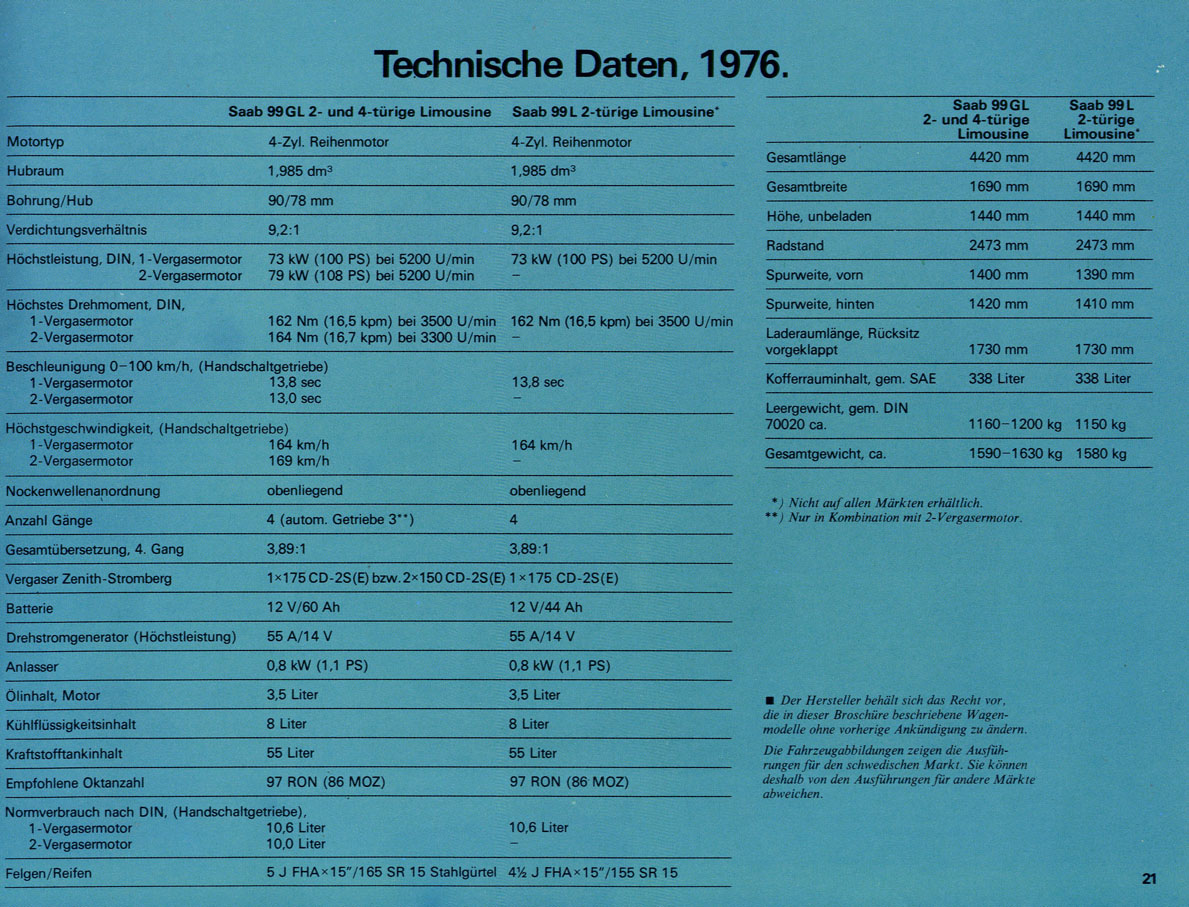 Technische Daten, 1976.
Saab 99 GL 2- und 4-türige Limousine Saab 99 L 2-türige Limousine*
Motortyp 4-Zyl. Reihenmotor 4-Zyl. Reihenmotor
Hubraum 1,985 dm³ 1,985 dm³
Bohrung/Hub 90/78 mm 90/78 mm
Verdichtungsverhältnis 9,2:1 9,2:1
Höchstleistung, DIN, 1-Vergasermotor 73 kW (100 PS) bei 5200 U/min 73 kW (100 PS) bei 5200 U/min
2-Vergasermotor 79 kW (108 PS) bei 5200 U/min –
Höchstes Drehmoment, DIN,
1-Vergasermotor 162 Nm (16,5 kpm) bei 3500 U/min 162 Nm (16,5 kpm) bei 3500 U/min
2-Vergasermotor 164 Nm (16,7 kpm) bei 3300 U/min –
Beschleunigung 0–100 km/h, (Handschaltgetriebe)
1-Vergasermotor 13,8 sec 13,8 sec
2-Vergasermotor 13,0 sec –
Höchstgeschwindigkeit, (Handschaltgetriebe)
1-Vergasermotor 164 km/h 164 km/h
2-Vergasermotor 169 km/h –
Nockenwellenanordnung obenliegend obenliegend
Anzahl Gänge 4 (autom. Getriebe 3**) 4
Gesamtübersetzung, 4. Gang 3,89:1 3,89:1
Vergaser Zenith-Stromberg 1×175 CD-2S(E) bzw. 2×150 CD-2S(E) 1×175 CD-2S(E)
Batterie 12 V/60 Ah 12 V/44 Ah
Drehstromgenerator (Höchstleistung) 55 A/14 V 55 A/14 V
Anlasser 0,8 kW (1,1 PS) 0,8 kW (1,1 PS)
Ölinhalt, Motor 3,5 Liter 3,5 Liter
Kühlflüssigkeitsinhalt 8 Liter 8 Liter
Kraftstofftankinhalt 55 Liter 55 Liter
Empfohlene Oktanzahl 97 RON (86 MOZ) 97 RON (86 MOZ)
Normverbrauch nach DIN, (Handschaltgetriebe),
1-Vergasermotor 10,6 Liter 10,6 Liter
2-Vergasermotor 10,0 Liter –
Felgen/Reifen 5 J FHA×15"/165 SR 15 Stahlgürtel 4½ J FHA×15"/155 SR 15
Saab 99 GL Saab 99 L
2- und 4-türige 2-türige
Limousine Limousine*
Gesamtlänge 4420 mm 4420 mm
Gesamtbreite 1690 mm 1690 mm
Höhe, unbeladen 1440 mm 1440 mm
Radstand 2473 mm 2473 mm
Spurweite, vorn 1400 mm 1390 mm
Spurweite, hinten 1420 mm 1410 mm
Laderaumlänge, Rücksitz
vorgeklappt 1730 mm 1730 mm
Kofferrauminhalt, gem. SAE 338 Liter 338 Liter
Leergewicht, gem. DIN
70020 ca. 1160–1200 kg 1150 kg
Gesamtgewicht, ca. 1590–1630 kg 1580 kg
*) Nicht auf allen Märkten erhältlich.
**) Nur in Kombination mit 2-Vergasermotor.
■ Der Hersteller behält sich das Recht vor,
die in dieser Broschüre beschriebene Wagen-
modelle ohne vorherige Ankündigung zu ändern.
Die Fahrzeugabbildungen zeigen die Ausfüh-
rungen für den schwedischen Markt. Sie können
deshalb von den Ausführungen für andere Märkte
abweichen.
21